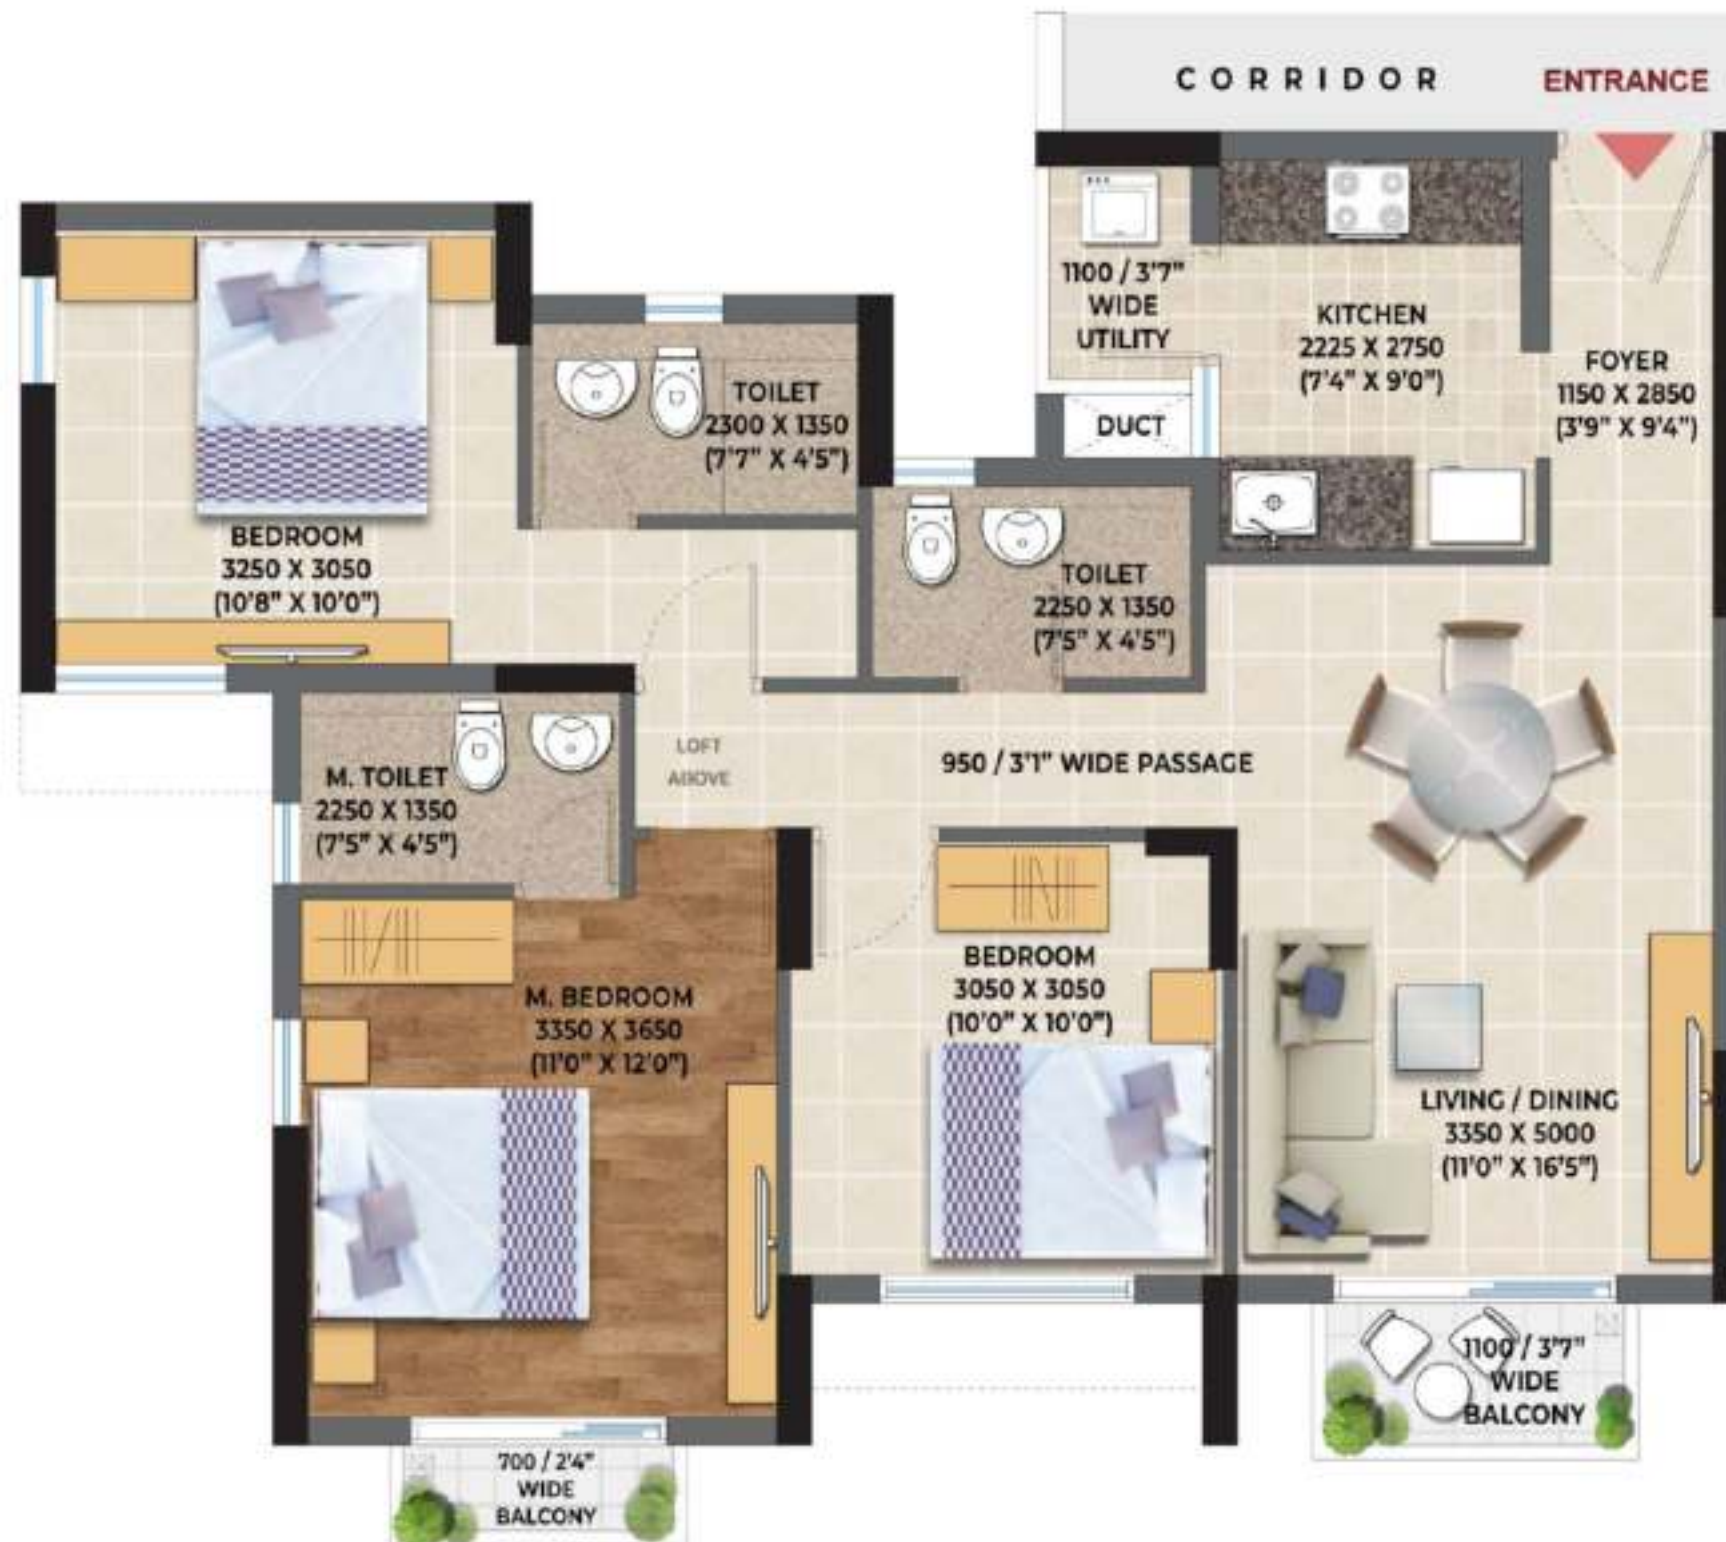 CORRIDOR
ENTRANCE
1100 / 3'7"
WIDE
UTILITY
KITCHEN
2225 X 2750
(7'4" X 9'0")
FOYER
1150 X 2850
(3'9" X 9'4")
DUCT
TOILET
2300 X 1350
(7'7" X 4'5")
BEDROOM
3250 X 3050
(10'8" X 10'0")
TOILET
2250 X 1350
(7'5" X 4'5")
LOFT
ABOVE
950 / 3'1" WIDE PASSAGE
M. TOILET
2250 X 1350
(7'5" X 4'5")
M. BEDROOM
3350 X 3650
(11'0" X 12'0")
BEDROOM
3050 X 3050
(10'0" X 10'0")
LIVING / DINING
3350 X 5000
(11'0" X 16'5")
1100 / 3'7"
WIDE
BALCONY
700 / 2'4"
WIDE
BALCONY